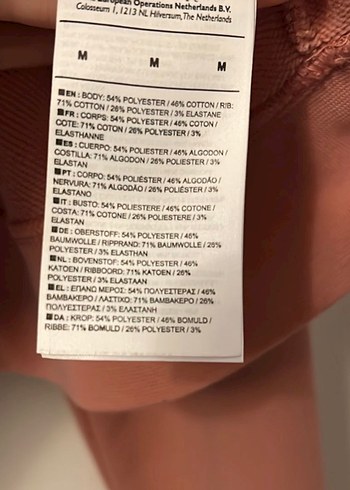 European Operations Netherlands B.V.
Colosseum 1, 1213 NL Hilversum, The Netherlands
M M M
EN : BODY: 54% POLYESTER / 46% COTTON / RIB:
71% COTTON / 26% POLYESTER / 3% ELASTANE
FR : CORPS: 54% POLYESTER / 46% COTON /
COTE: 71% COTON / 26% POLYESTER / 3%
ELASTHANNE
ES : CUERPO: 54% POLIESTER / 46% ALGODON /
COSTILLA: 71% ALGODON / 26% POLIESTER / 3%
ELASTAN
PT : CORPO: 54% POLIÉSTER / 46% ALGODÃO /
NERVURA: 71% ALGODÃO / 26% POLIÉSTER / 3%
ELASTANO
IT : BUSTO: 54% POLIESTERE / 46% COTONE /
COSTA: 71% COTONE / 26% POLIESTERE / 3%
ELASTAN
DE : OBERSTOFF: 54% POLYESTER / 46%
BAUMWOLLE / RIPPRAND: 71% BAUMWOLLE / 26%
POLYESTER / 3% ELASTHAN
NL : BOVENSTOF: 54% POLYESTER / 46%
KATOEN / RIBBOORD: 71% KATOEN / 26%
POLYESTER / 3% ELASTAAN
EL : ΕΠΑΝΩ ΜΕΡΟΣ: 54% ΠΟΛΥΕΣΤΕΡΑΣ / 46%
ΒΑΜΒΑΚΕΡΟ / ΛΑΣΤΙΧΟ: 71% ΒΑΜΒΑΚΕΡΟ / 26%
ΠΟΛΥΕΣΤΕΡΑΣ / 3% ΕΛΑΣΤΑΝΗ
DA : KROP: 54% POLYESTER / 46% BOMULD /
RIBBE: 71% BOMULD / 26% POLYESTER / 3%